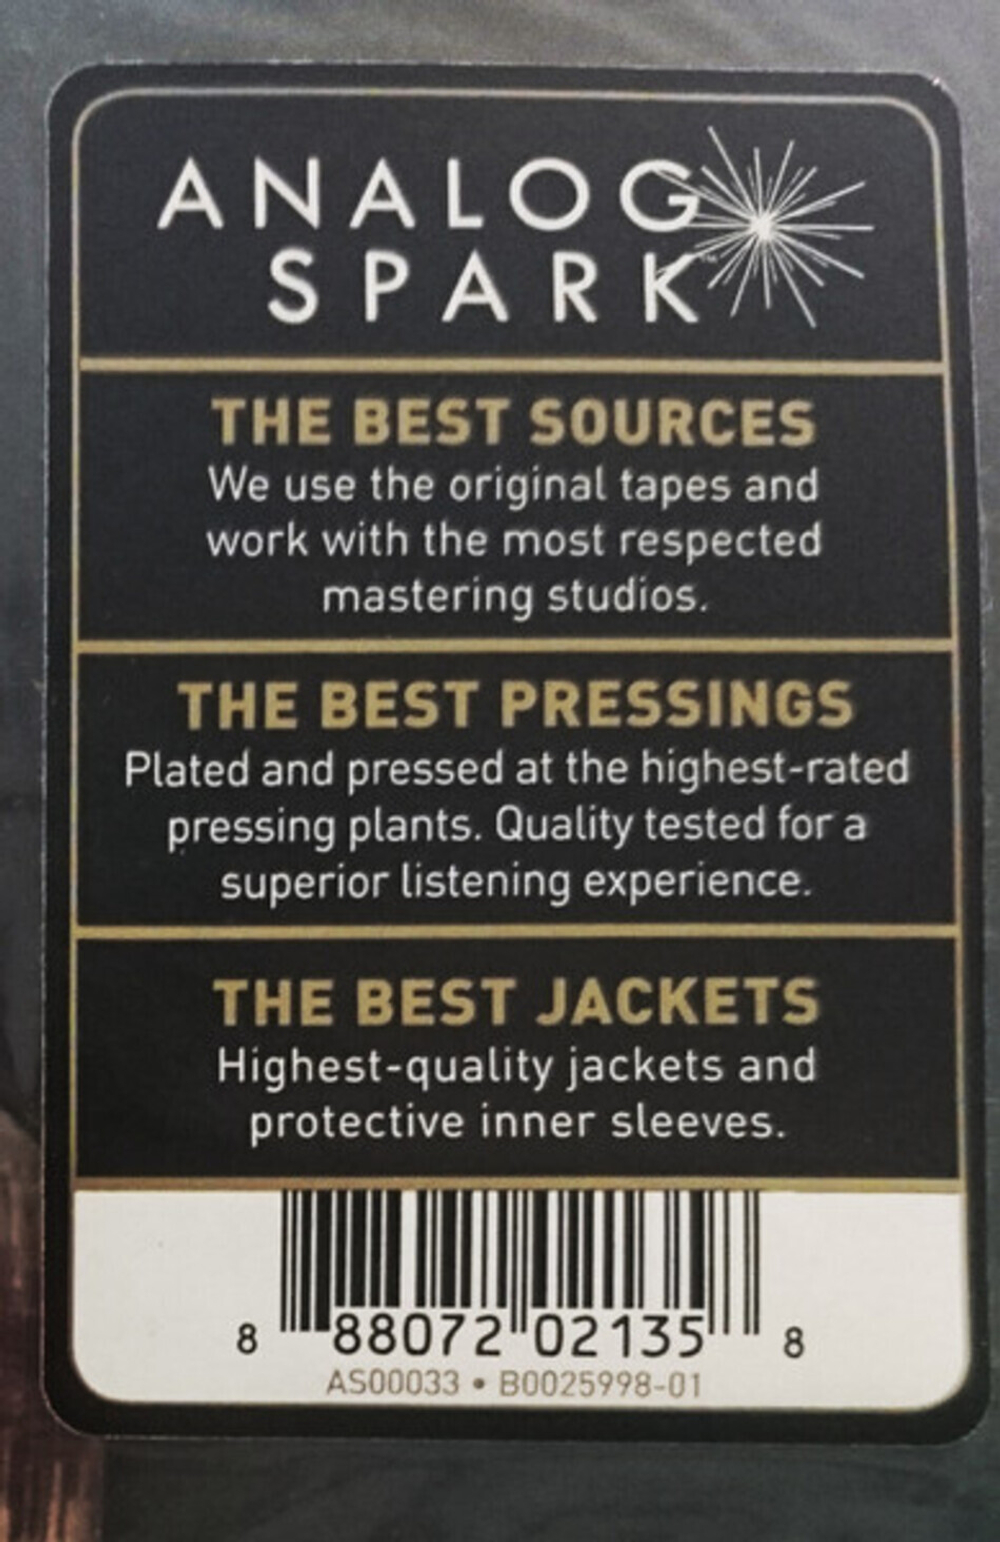 ANALOG
SPARK
THE BEST SOURCES
We use the original tapes and
work with the most respected
mastering studios.
THE BEST PRESSINGS
Plated and pressed at the highest-rated
pressing plants. Quality tested for a
superior listening experience.
THE BEST JACKETS
Highest-quality jackets and
protective inner sleeves.
8 88072 02135 8
AS00033 • B0025998-01